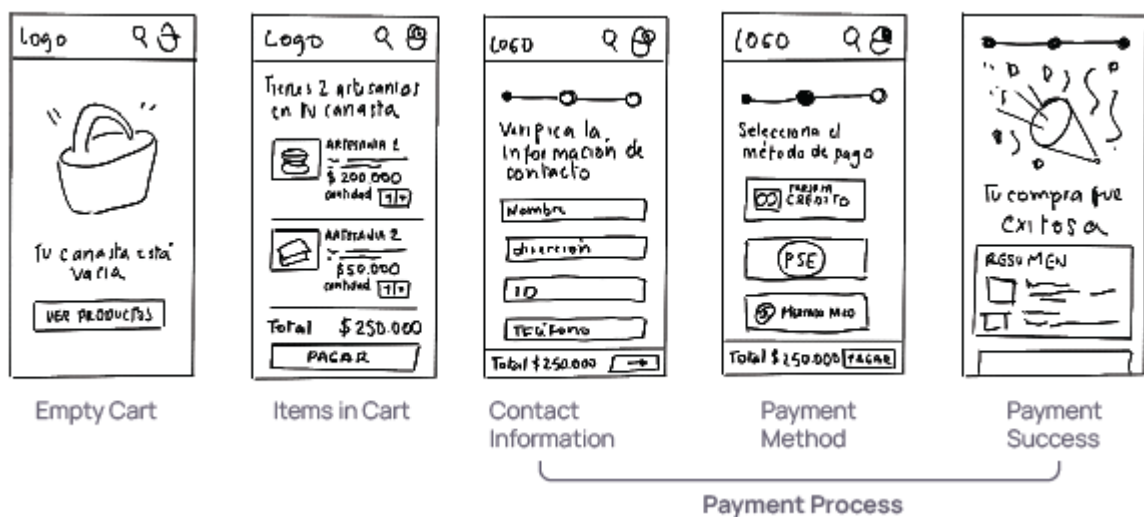 Logo
Tu canasta está
vacia
VER PRODUCTOS
Empty Cart
LOGO
Tienes 2 artesanias
en tu canasta
ARTESANIA 1
$200.000
cantidad
ARTESANIA 2
$50.000
cantidad
Total $250.000
PAGAR
Items in Cart
LOGO
Verifica la
Información de
contacto
Nombre
dirección
ID
TELÉFONO
Total $250.000 →
Contact
Information
LOGO
Selecciona el
método de pago
TARJETA
CRÉDITO
PSE
Total $250.000 PAGAR
Payment
Method
Tu compra fue
exitosa
RESUMEN
Payment
Success
Payment Process